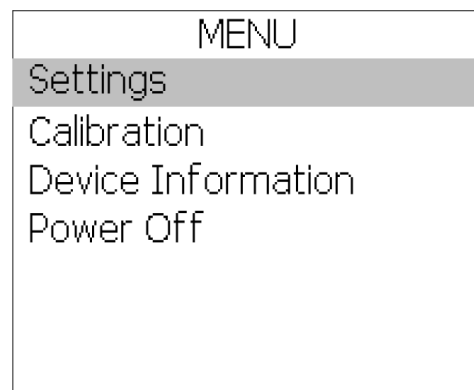 MENU
Settings
Calibration
Device Information
Power Off